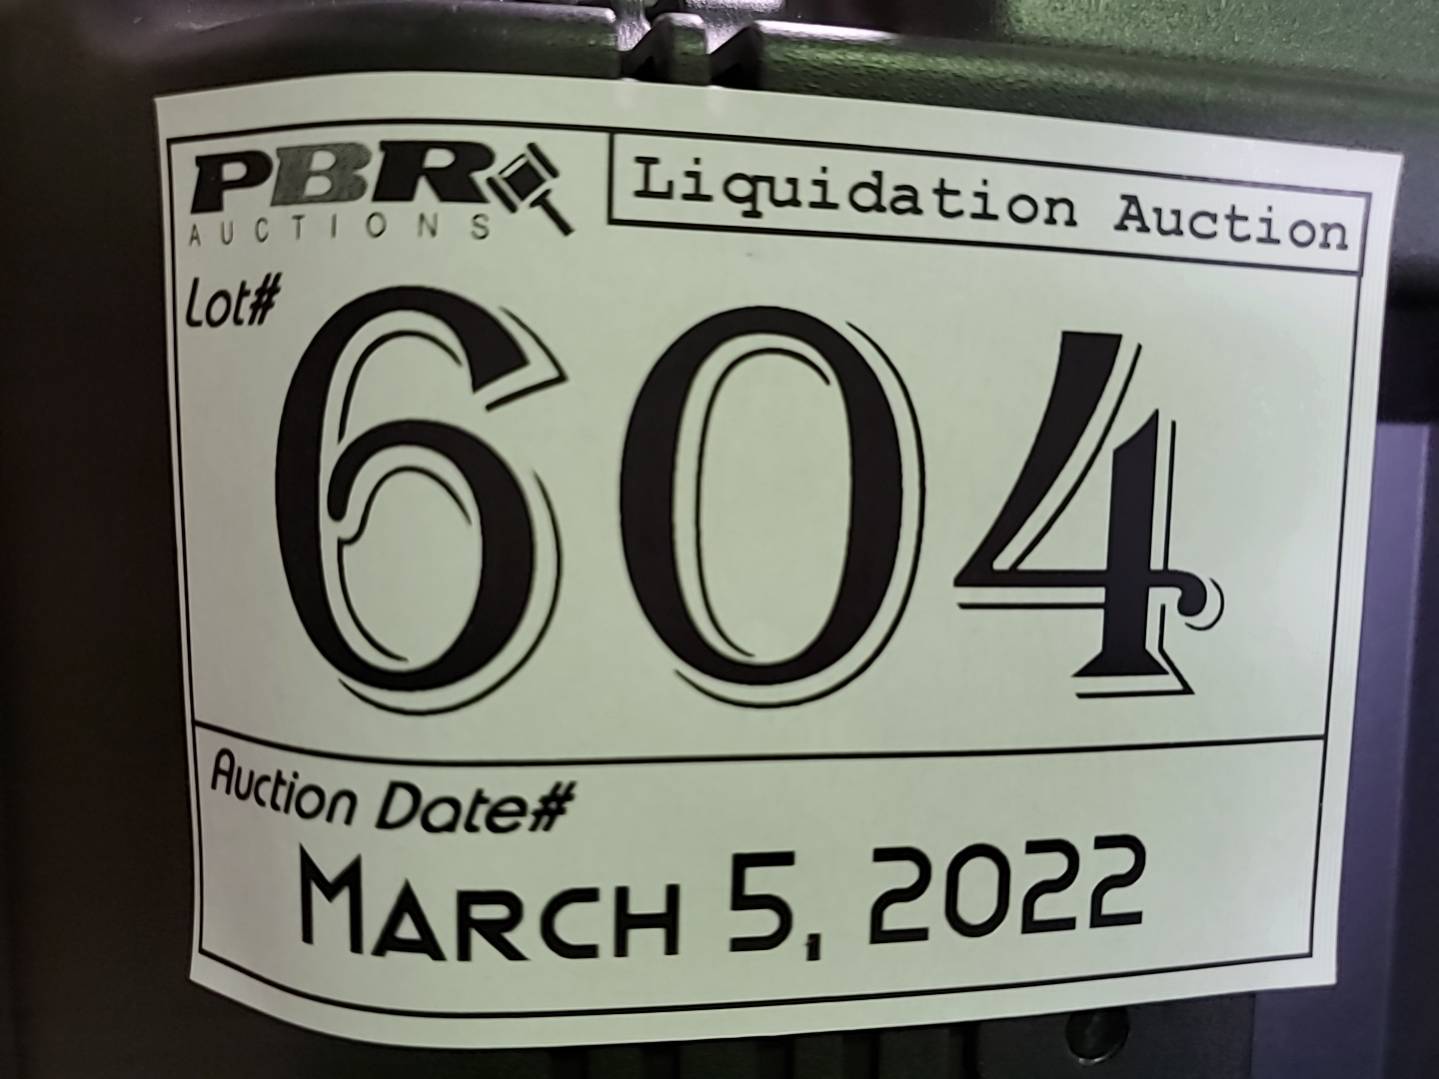 PBR
AUCTIONS
Liquidation Auction
Lot#
604
Auction Date#
MARCH 5, 2022